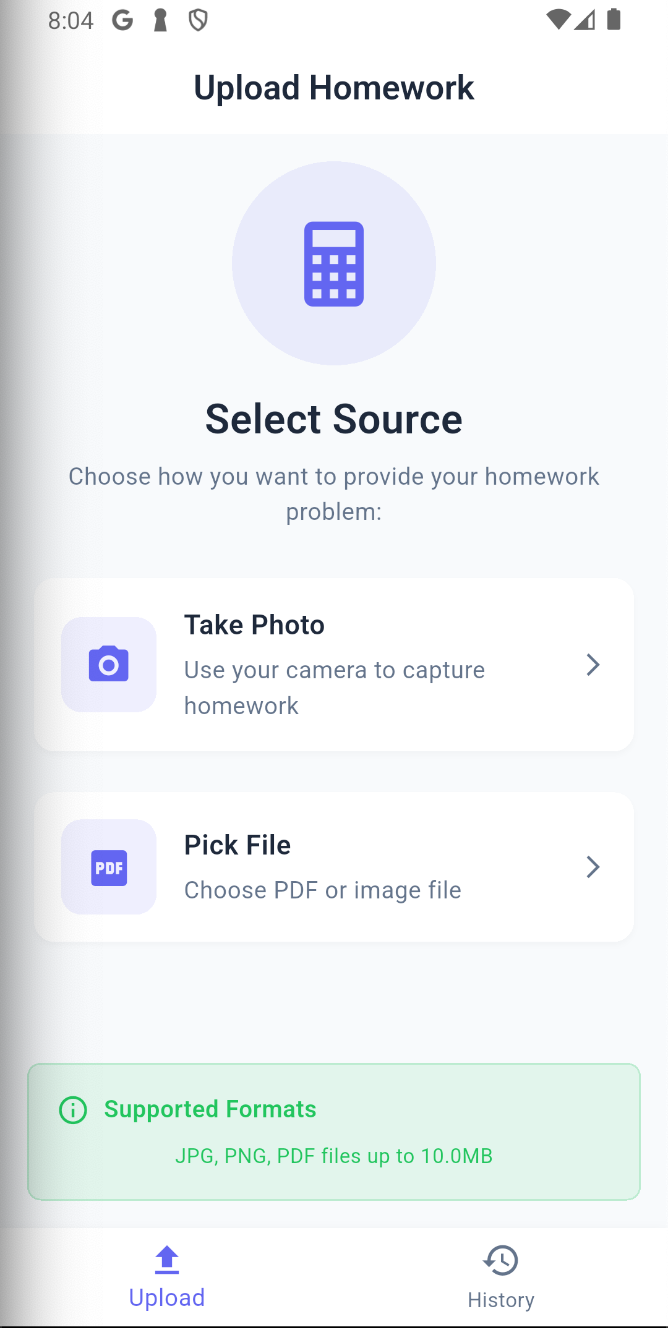 8:04
Upload Homework
Select Source
Choose how you want to provide your homework
problem:
Take Photo
Use your camera to capture
homework
PDF
Pick File
Choose PDF or image file
Supported Formats
JPG, PNG, PDF files up to 10.0MB
Upload
History